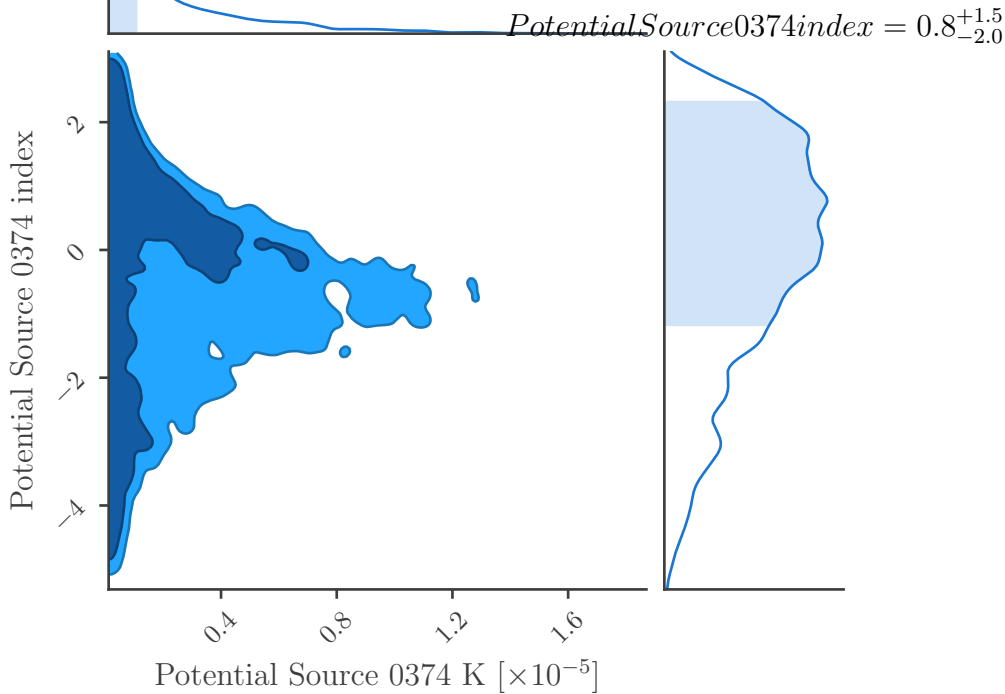 PotentialSource0374index = 0.8^{+1.5}_{-2.0}
Potential Source 0374 index
2
0
−2
−4
0.4 0.8 1.2 1.6
Potential Source 0374 K [×10^{−5}]